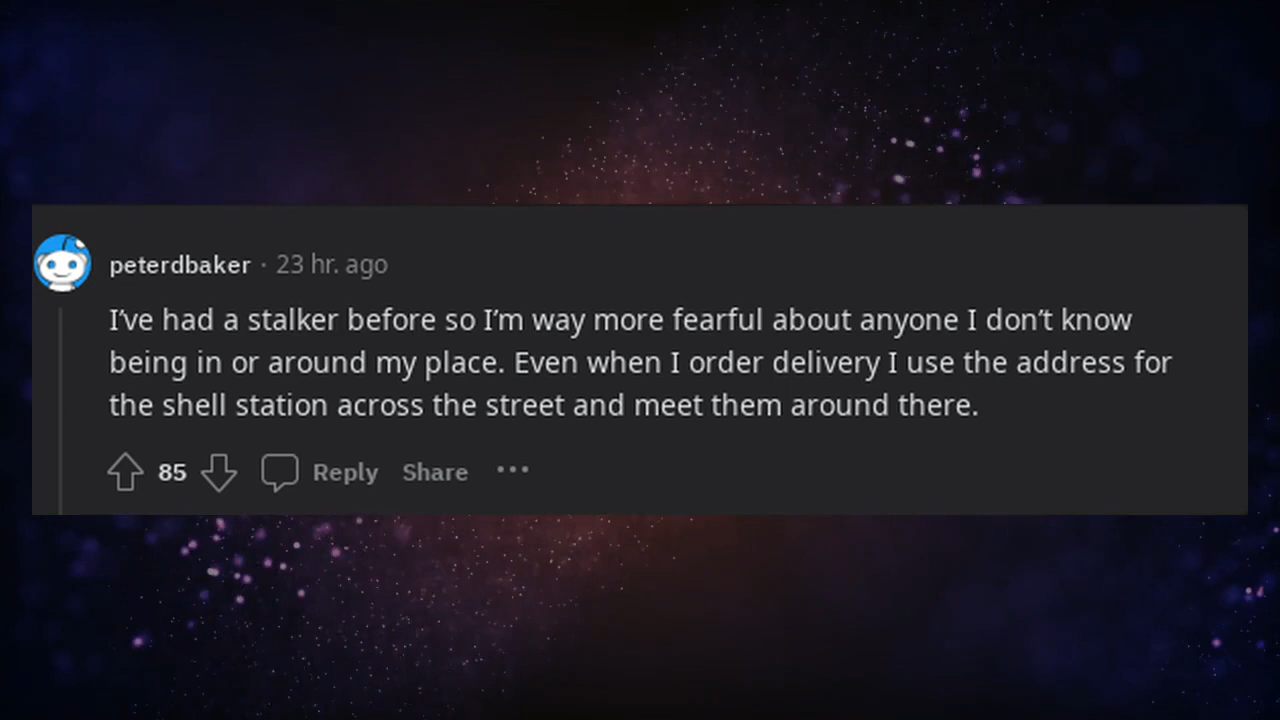 peterdbaker · 23 hr. ago
I’ve had a stalker before so I’m way more fearful about anyone I don’t know
being in or around my place. Even when I order delivery I use the address for
the shell station across the street and meet them around there.
85 Reply Share •••